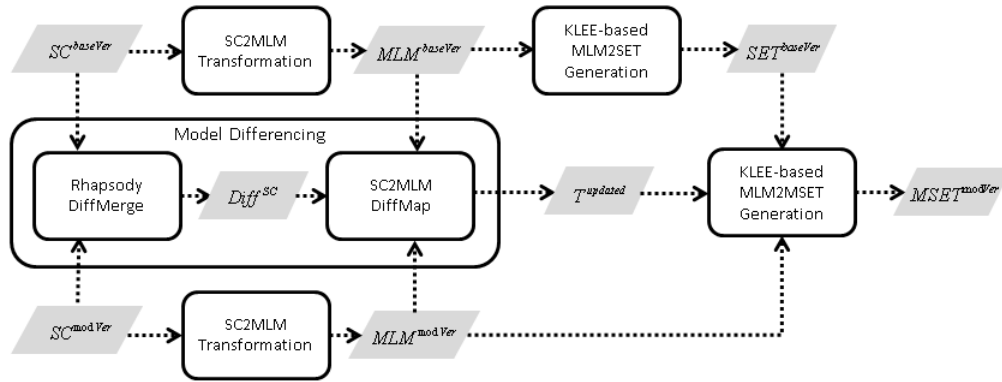 SC^baseVer
SC2MLM
Transformation
MLM^baseVer
KLEE-based
MLM2SET
Generation
SET^baseVer
Model Differencing
Rhapsody
DiffMerge
Diff^SC
SC2MLM
DiffMap
T^updated
KLEE-based
MLM2MSET
Generation
MSET^modVer
SC^modVer
SC2MLM
Transformation
MLM^modVer